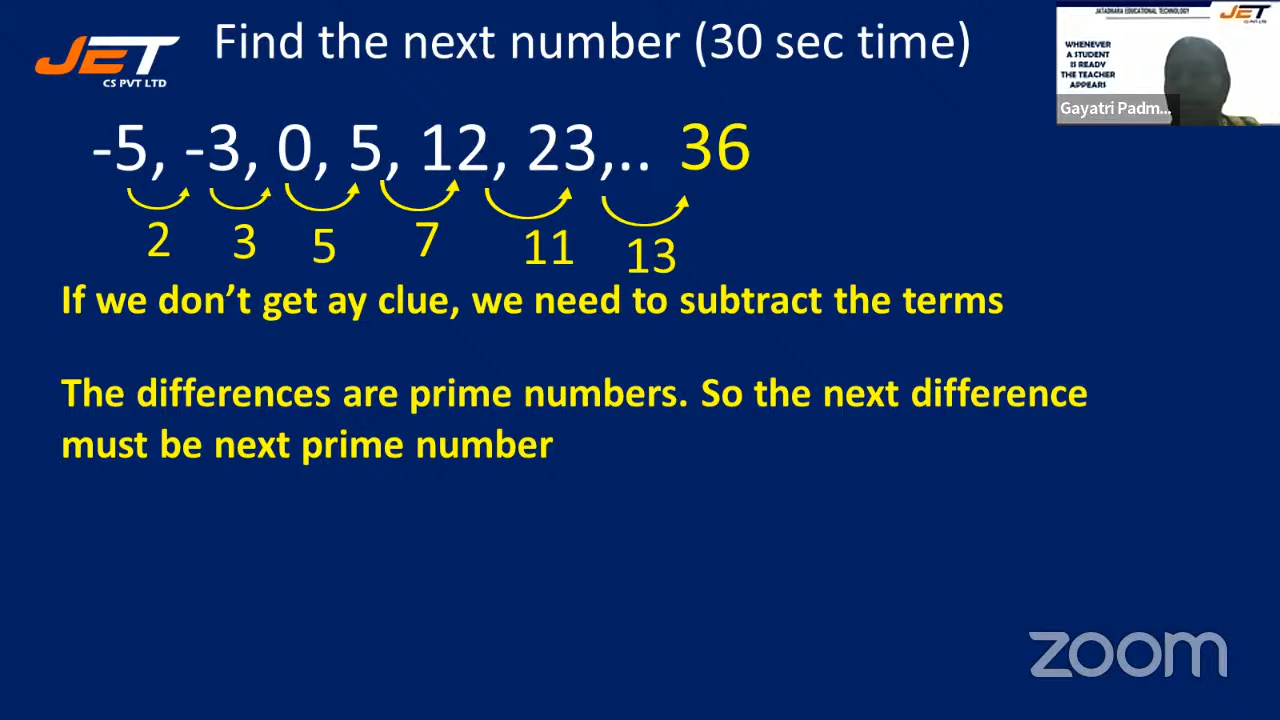 JET
CS PVT LTD
Find the next number (30 sec time)
JATADHARA EDUCATIONAL TECHNOLOGY
JET
WHENEVER
A STUDENT
IS READY
THE TEACHER
APPEARS
Gayatri Padm...
-5, -3, 0, 5, 12, 23,.. 36
2 3 5 7 11 13
If we don't get ay clue, we need to subtract the terms
The differences are prime numbers. So the next difference
must be next prime number
zoom